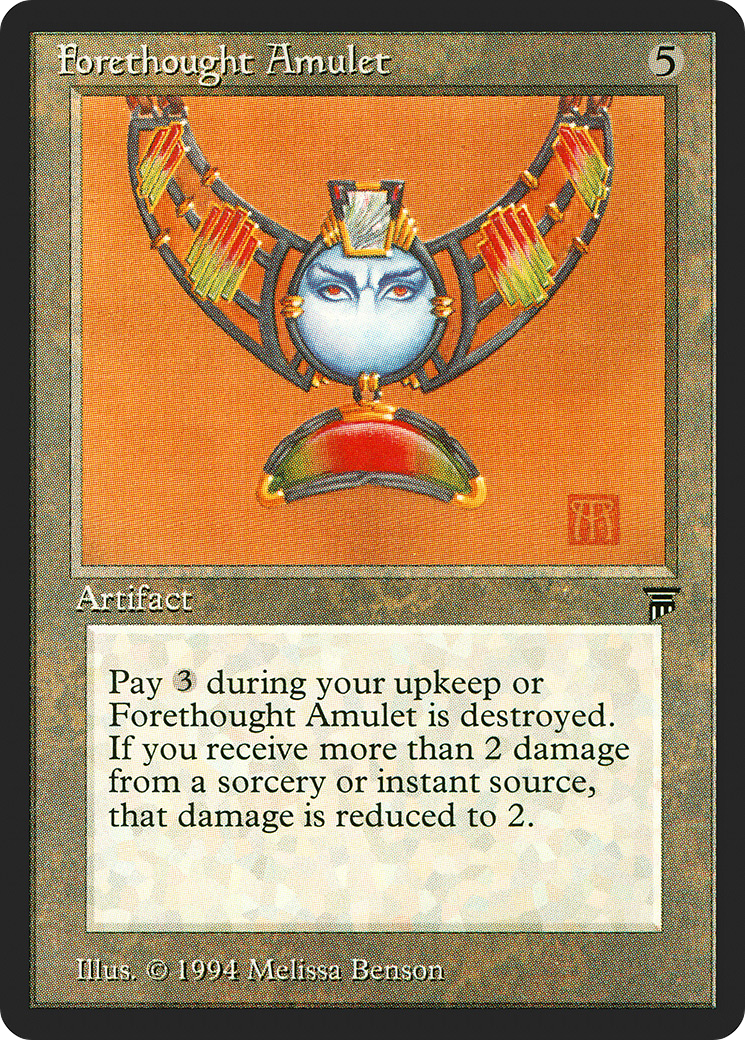 Forethought Amulet 5
Artifact
Pay 3 during your upkeep or
Forethought Amulet is destroyed.
If you receive more than 2 damage
from a sorcery or instant source,
that damage is reduced to 2.
Illus. © 1994 Melissa Benson